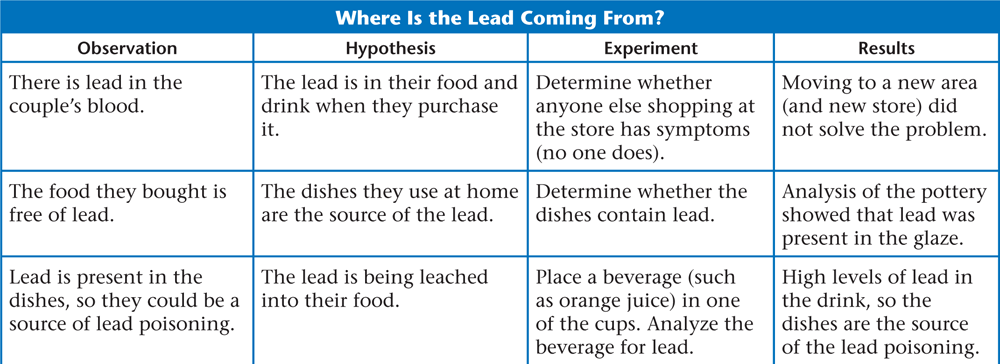 Where Is the Lead Coming From?
Observation
Hypothesis
Experiment
Results
There is lead in the
couple's blood.
The lead is in their food and
drink when they purchase
it.
Determine whether
anyone else shopping at
the store has symptoms
(no one does).
Moving to a new area
(and new store) did
not solve the problem.
The food they bought is
free of lead.
The dishes they use at home
are the source of the lead.
Determine whether the
dishes contain lead.
Analysis of the pottery
showed that lead was
present in the glaze.
Lead is present in the
dishes, so they could be a
source of lead poisoning.
The lead is being leached
into their food.
Place a beverage (such
as orange juice) in one
of the cups. Analyze the
beverage for lead.
High levels of lead in
the drink, so the
dishes are the source
of the lead poisoning.